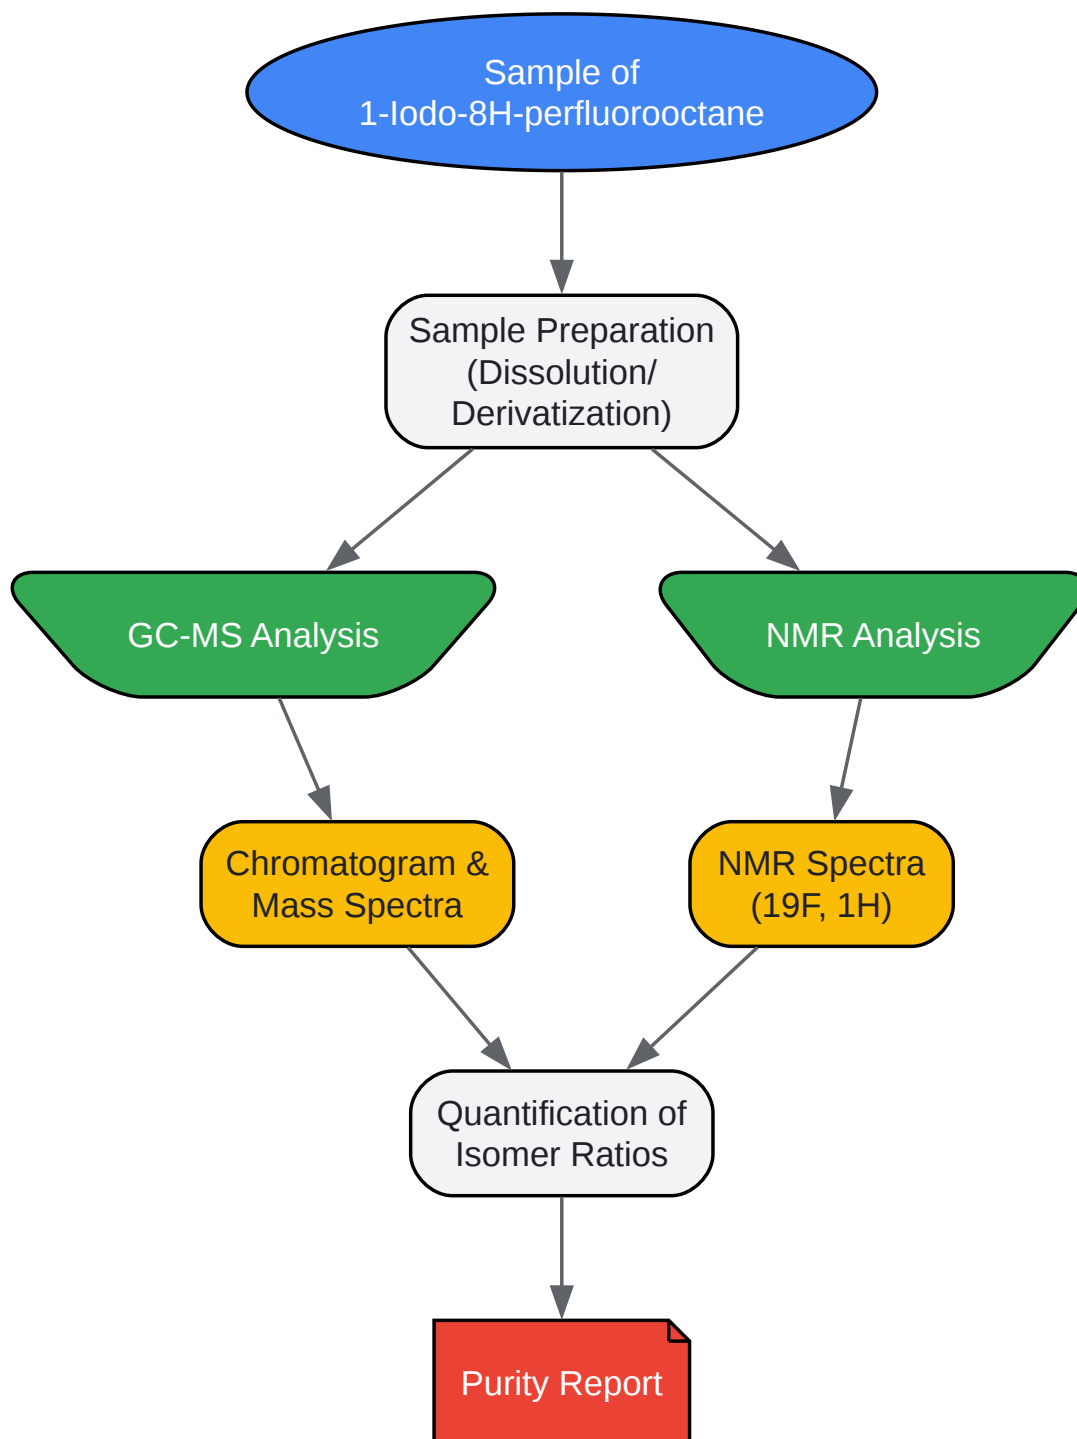 Sample of
1-Iodo-8H-perfluorooctane
Sample Preparation
(Dissolution/
Derivatization)
GC-MS Analysis
NMR Analysis
Chromatogram &
Mass Spectra
NMR Spectra
(19F, 1H)
Quantification of
Isomer Ratios
Purity Report